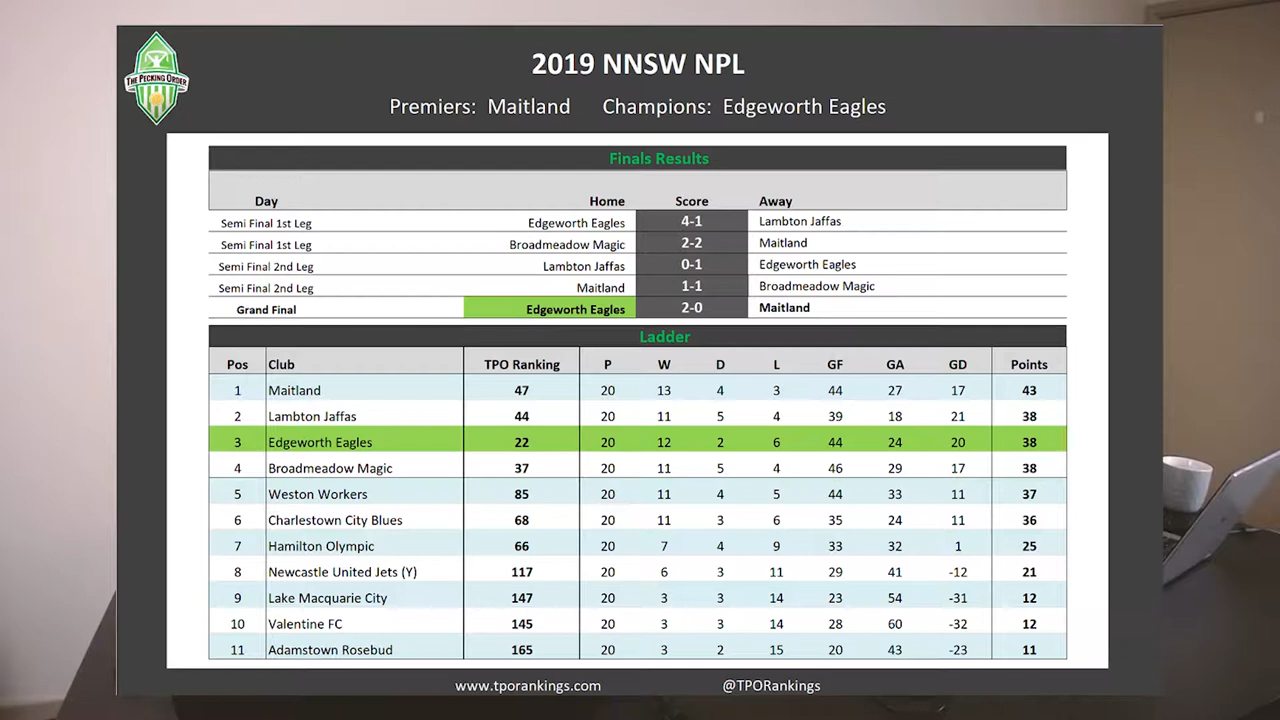 THE PECKING ORDER
2019 NNSW NPL
Premiers: Maitland Champions: Edgeworth Eagles
Finals Results
Day Home Score Away
Semi Final 1st Leg Edgeworth Eagles 4-1 Lambton Jaffas
Semi Final 1st Leg Broadmeadow Magic 2-2 Maitland
Semi Final 2nd Leg Lambton Jaffas 0-1 Edgeworth Eagles
Semi Final 2nd Leg Maitland 1-1 Broadmeadow Magic
Grand Final Edgeworth Eagles 2-0 Maitland
Ladder
Pos Club TPO Ranking P W D L GF GA GD Points
1 Maitland 47 20 13 4 3 44 27 17 43
2 Lambton Jaffas 44 20 11 5 4 39 18 21 38
3 Edgeworth Eagles 22 20 12 2 6 44 24 20 38
4 Broadmeadow Magic 37 20 11 5 4 46 29 17 38
5 Weston Workers 85 20 11 4 5 44 33 11 37
6 Charlestown City Blues 68 20 11 3 6 35 24 11 36
7 Hamilton Olympic 66 20 7 4 9 33 32 1 25
8 Newcastle United Jets (Y) 117 20 6 3 11 29 41 -12 21
9 Lake Macquarie City 147 20 3 3 14 23 54 -31 12
10 Valentine FC 145 20 3 3 14 28 60 -32 12
11 Adamstown Rosebud 165 20 3 2 15 20 43 -23 11
www.tporankings.com @TPORankings